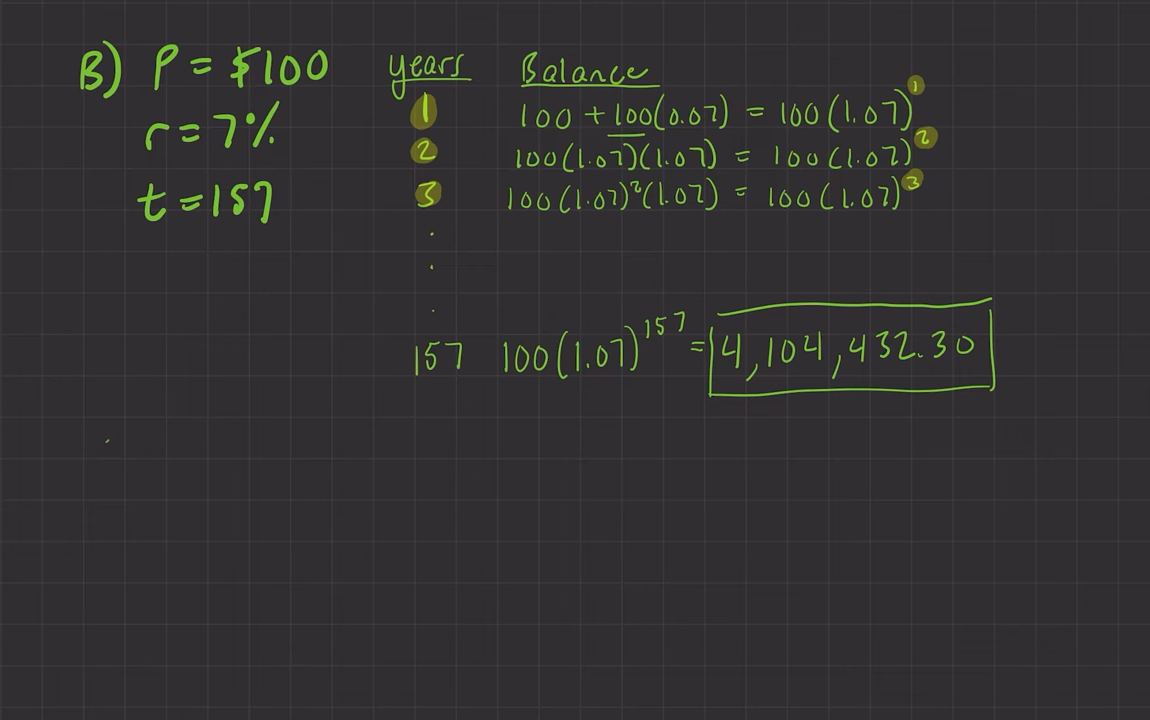 B) P = $100 years Balance
1 100 + 100(0.07) = 100(1.07)¹
r = 7% 2 100(1.07)(1.07) = 100(1.07)²
t = 157 3 100(1.07)²(1.07) = 100(1.07)³
.
.
.
157 100(1.07)¹⁵⁷ = 4,104,432.30